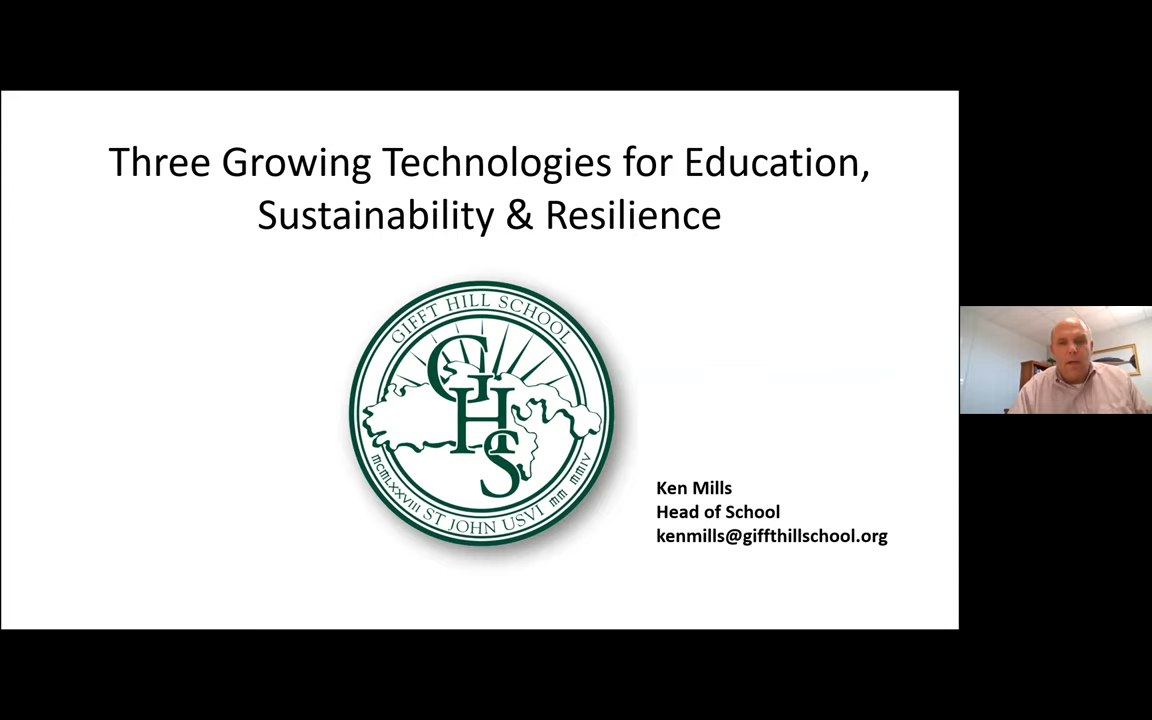 Three Growing Technologies for Education,
Sustainability & Resilience
GIFFT HILL SCHOOL
GHS
MCMLXXVIII ST JOHN USVI MM MMIV
Ken Mills
Head of School
kenmills@giffthillschool.org